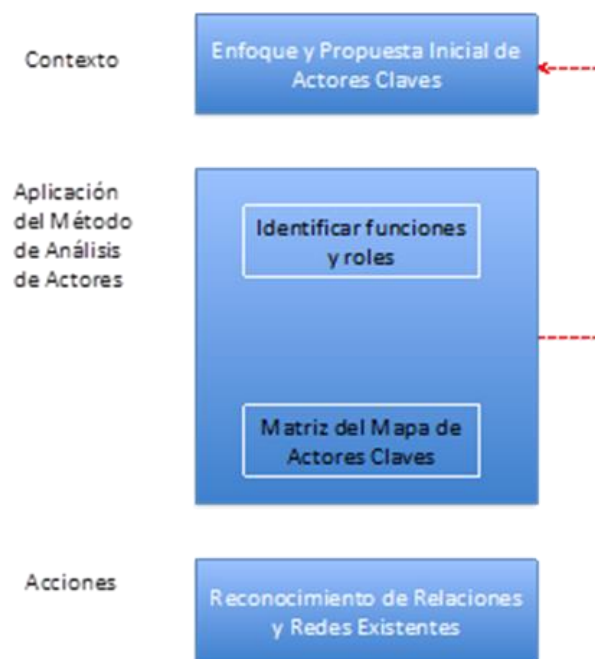 Contexto
Enfoque y Propuesta Inicial de
Actores Claves
Aplicación
del Método
de Análisis
de Actores
Identificar funciones
y roles
Matriz del Mapa de
Actores Claves
Acciones
Reconocimiento de Relaciones
y Redes Existentes